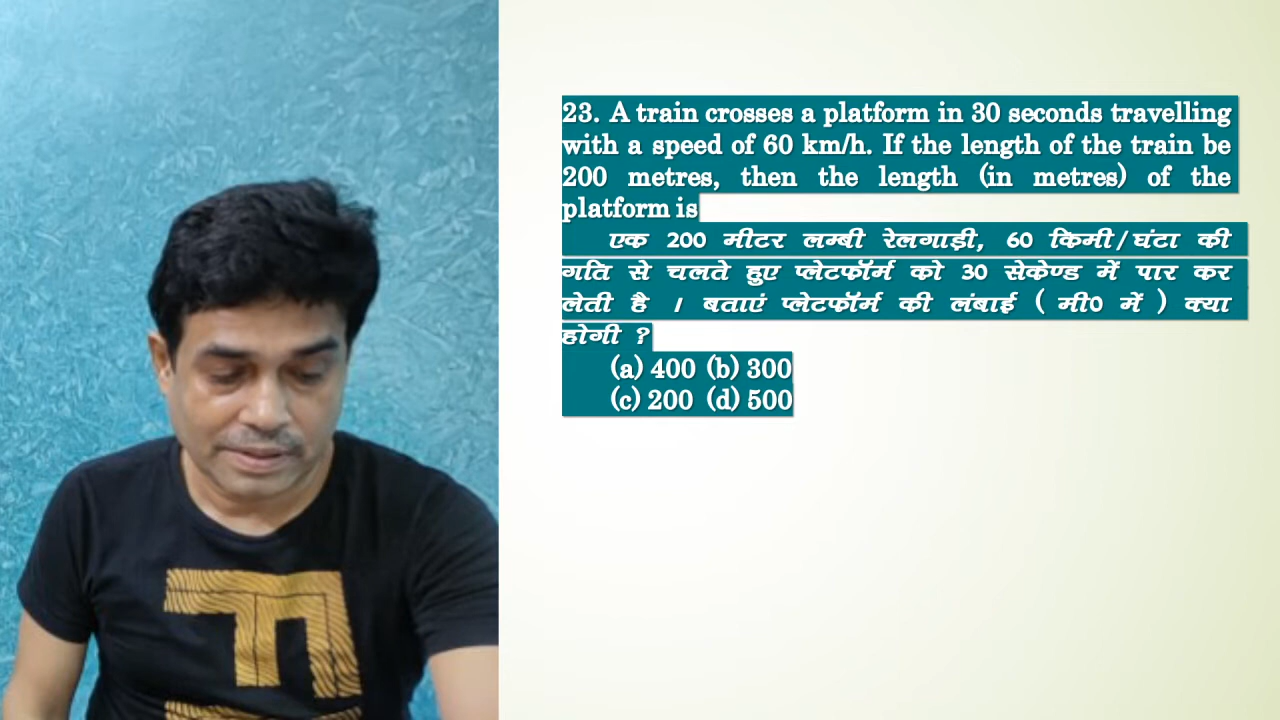 23. A train crosses a platform in 30 seconds travelling
with a speed of 60 km/h. If the length of the train be
200 metres, then the length (in metres) of the
platform is
एक 200 मीटर लम्बी रेलगाड़ी, 60 किमी/घंटा की
गति से चलते हुए प्लेटफॉर्म को 30 सेकेण्ड में पार कर
लेती है । बताएं प्लेटफॉर्म की लंबाई ( मी0 में ) क्या
होगी ?
(a) 400 (b) 300
(c) 200 (d) 500